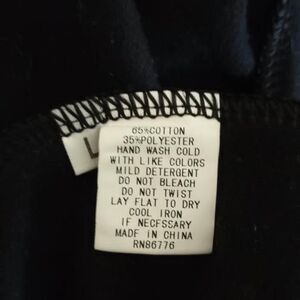 L
65%COTTON
35%POLYESTER
HAND WASH COLD
WITH LIKE COLORS
MILD DETERGENT
DO NOT BLEACH
DO NOT TWIST
LAY FLAT TO DRY
COOL IRON
IF NECFSSARY
MADE IN CHINA
RN86776